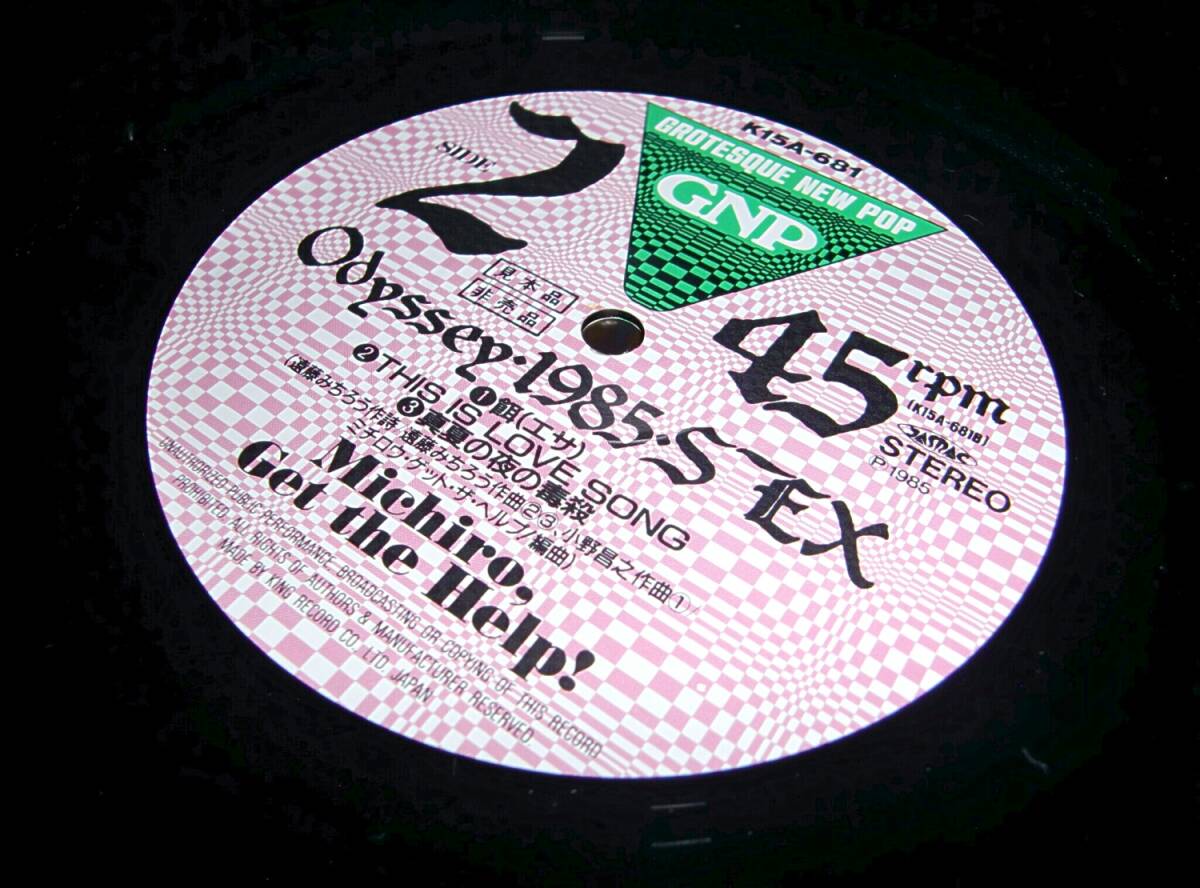 SIDE
2
GROTESQUE NEW POP
GNP
K15A-681
見本品
非売品
45rpm
(K15A-681B)
JASRAC
STEREO
Ⓟ1985
Odyssey・1985・S~EX
❶餌(エサ)
❷THIS IS LOVE SONG
❸真夏の夜の毒殺
(遠藤みちろう作詩 遠藤みちろう作曲②③、小野昌之作曲①/
ミチロウ・ゲット・ザ・ヘルプ/編曲)
Michiro,
Get the Help!
UNAUTHORIZED PUBLIC PERFORMANCE BROADCASTING OR COPYING OF THIS RECORD
PROHIBITED. ALL RIGHTS OF AUTHORS & MANUFACTURER RESERVED.
MADE BY KING RECORD CO., LTD. JAPAN